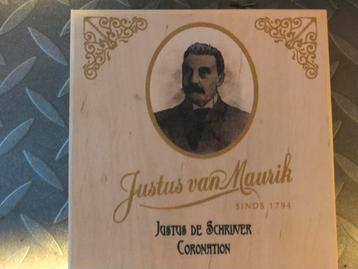 Justus van Maurik
SINDS 1794
JUSTUS DE SCHRIJVER
CORONATION